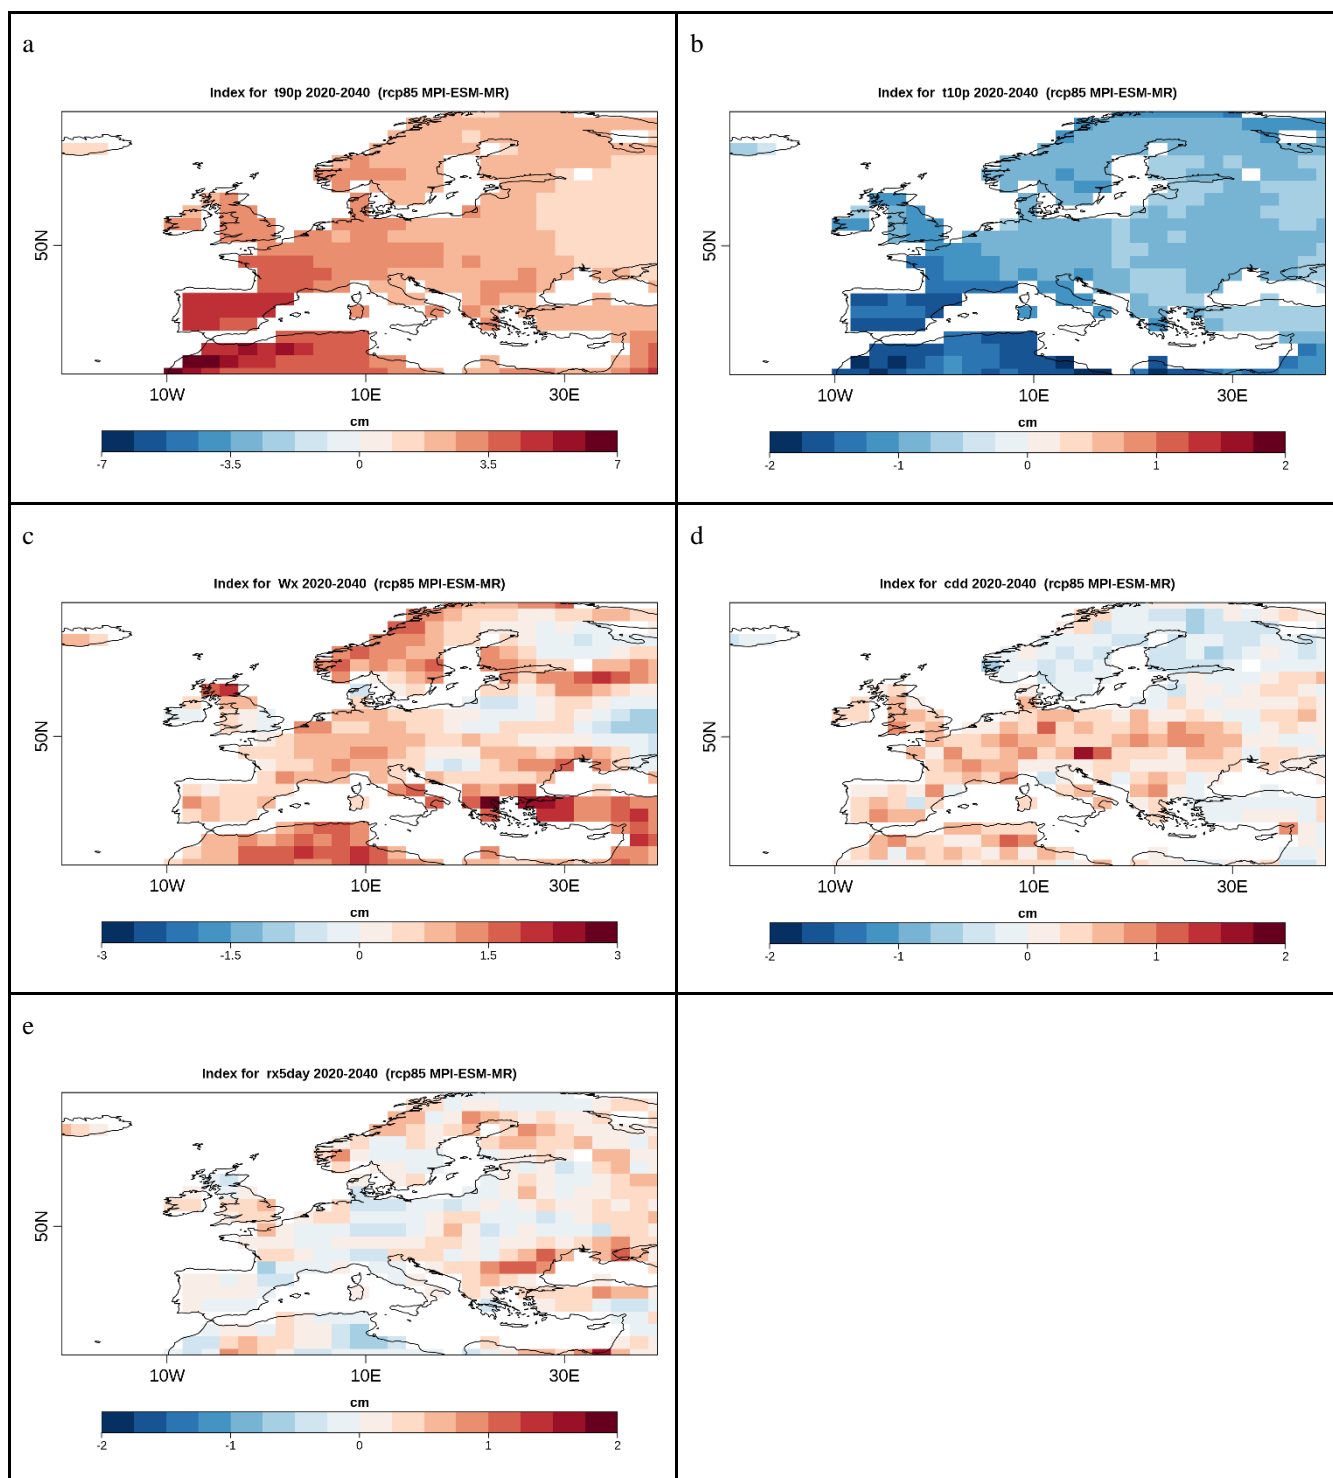 a
Index for t90p 2020-2040 (rcp85 MPI-ESM-MR)
50N
10W 10E 30E
cm
-7 -3.5 0 3.5 7
b
Index for t10p 2020-2040 (rcp85 MPI-ESM-MR)
50N
10W 10E 30E
cm
-2 -1 0 1 2
c
Index for Wx 2020-2040 (rcp85 MPI-ESM-MR)
50N
10W 10E 30E
cm
-3 -1.5 0 1.5 3
d
Index for cdd 2020-2040 (rcp85 MPI-ESM-MR)
50N
10W 10E 30E
cm
-2 -1 0 1 2
e
Index for rx5day 2020-2040 (rcp85 MPI-ESM-MR)
50N
10W 10E 30E
cm
-2 -1 0 1 2